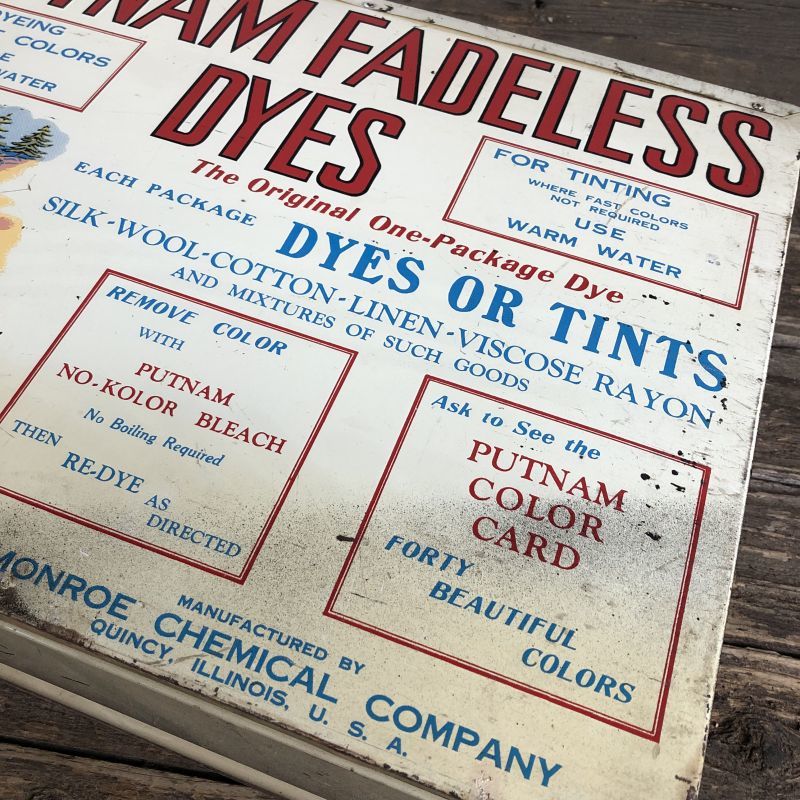 NAM FADELESS
DYES
The Original One-Package Dye
COLORS
WATER
FOR TINTING
WHERE FAST COLORS
NOT REQUIRED
USE
WARM WATER
EACH PACKAGE DYES OR TINTS
SILK-WOOL-COTTON-LINEN-VISCOSE RAYON
AND MIXTURES OF SUCH GOODS
REMOVE COLOR
WITH
PUTNAM
NO-KOLOR BLEACH
No Boiling Required
THEN
RE-DYE AS
DIRECTED
Ask to See the
PUTNAM
COLOR
CARD
FORTY
BEAUTIFUL
COLORS
MANUFACTURED BY
MONROE CHEMICAL COMPANY
QUINCY, ILLINOIS, U. S. A.